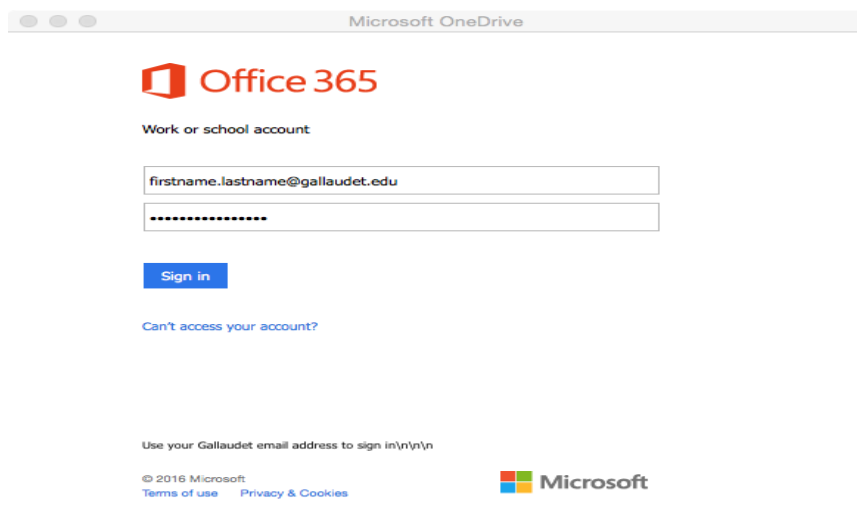 Microsoft OneDrive
Office 365
Work or school account
firstname.lastname@gallaudet.edu
••••••••••••••••
Sign in
Can't access your account?
Use your Gallaudet email address to sign in\n\n\n
© 2016 Microsoft
Terms of use Privacy & Cookies
Microsoft